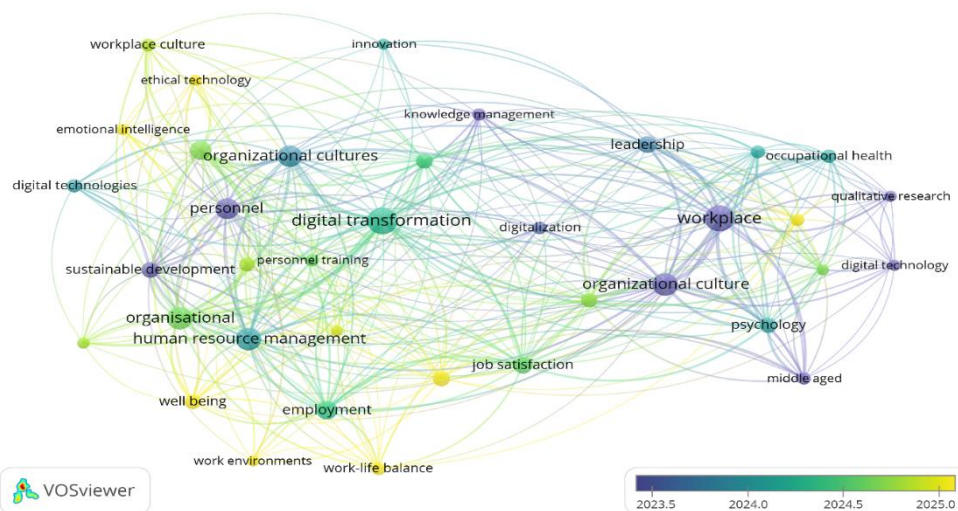 workplace culture
innovation
ethical technology
knowledge management
emotional intelligence
leadership
organizational cultures
occupational health
digital technologies
qualitative research
personnel
digital transformation
workplace
digitalization
personnel training
sustainable development
digital technology
organizational culture
organisational
psychology
human resource management
job satisfaction
middle aged
well being
employment
work environments
work-life balance
VOSviewer
2023.5 2024.0 2024.5 2025.0